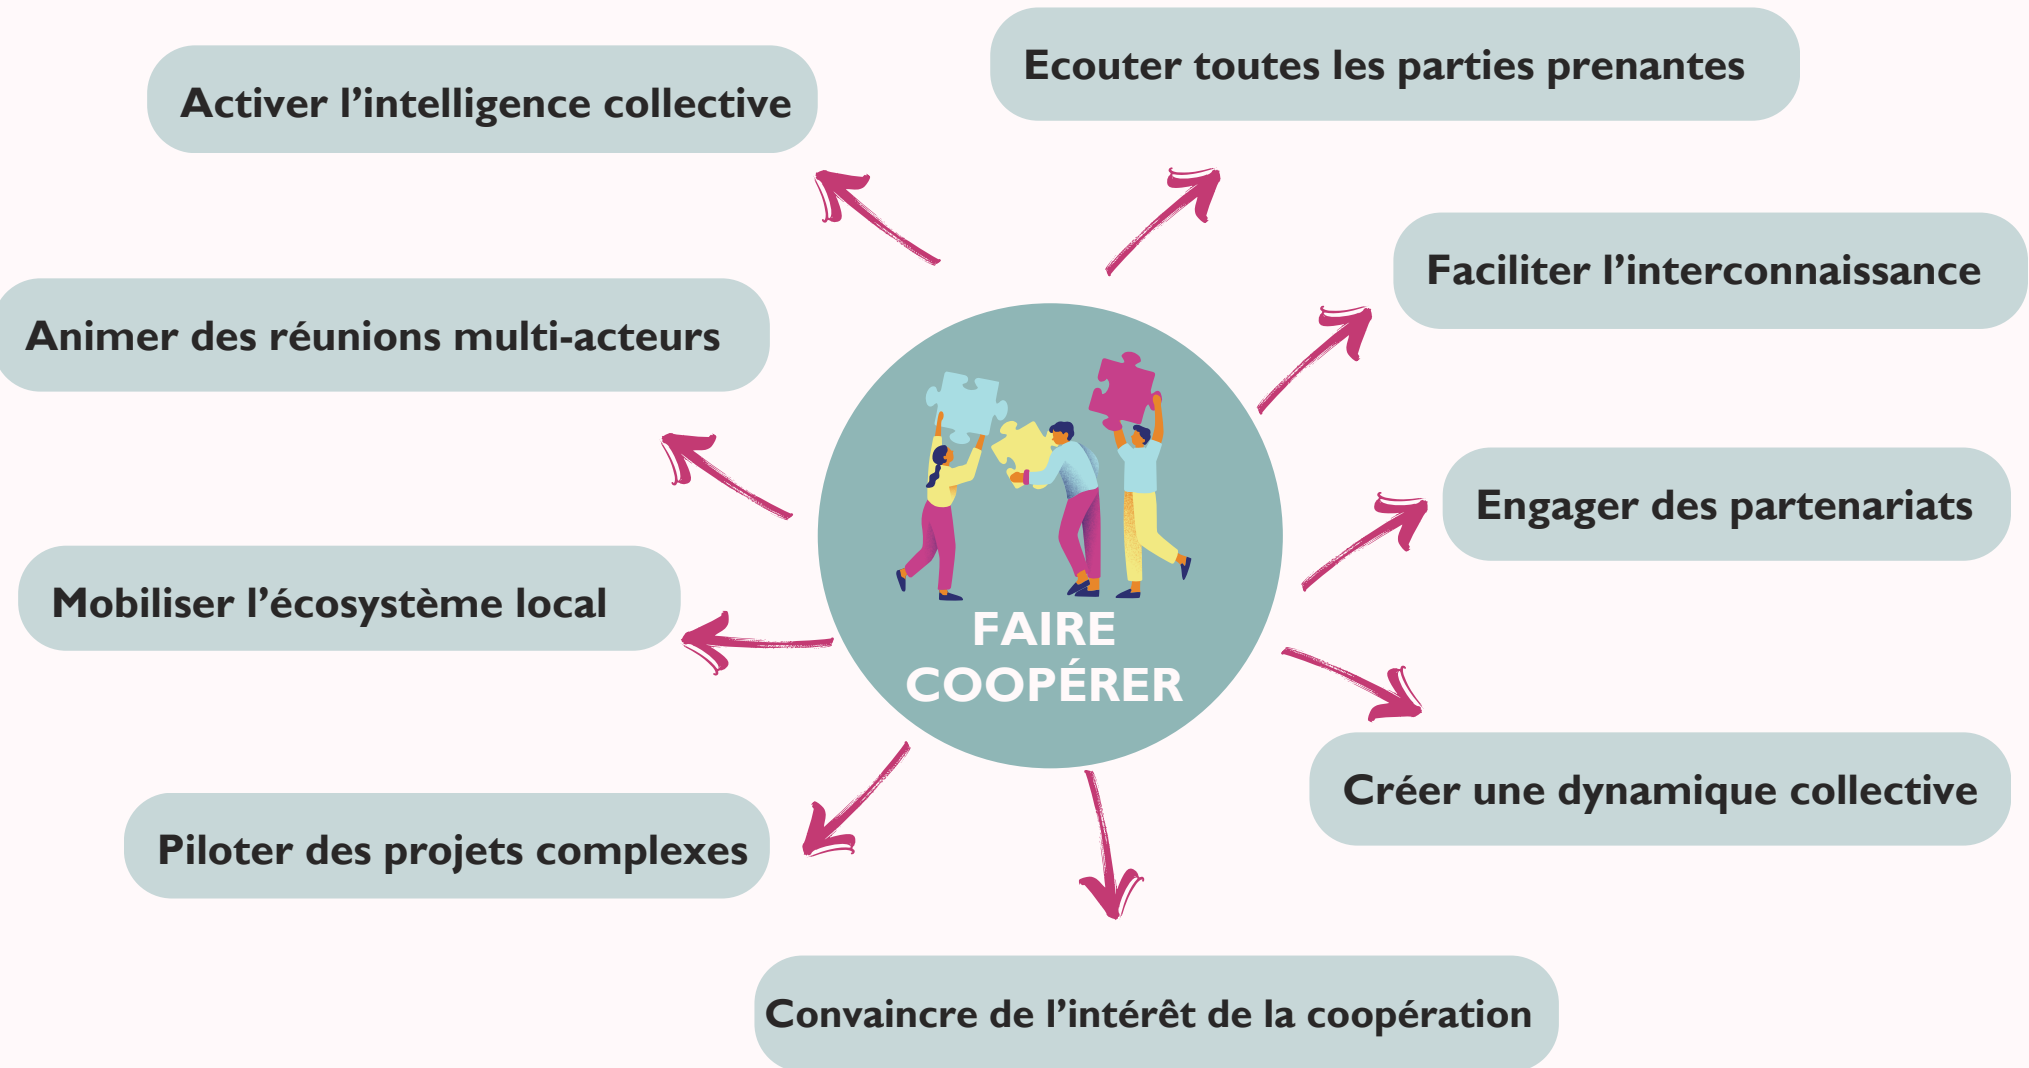 Ecouter toutes les parties prenantes
Activer l’intelligence collective
Faciliter l’interconnaissance
Animer des réunions multi-acteurs
Engager des partenariats
Mobiliser l’écosystème local
FAIRE
COOPÉRER
Créer une dynamique collective
Piloter des projets complexes
Convaincre de l’intérêt de la coopération